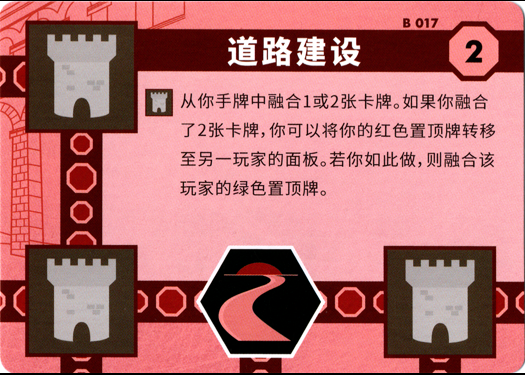 B 017
道路建设
2
从你手牌中融合1或2张卡牌。如果你融合
了2张卡牌，你可以将你的红色置顶牌转移
至另一玩家的面板。若你如此做，则融合该
玩家的绿色置顶牌。